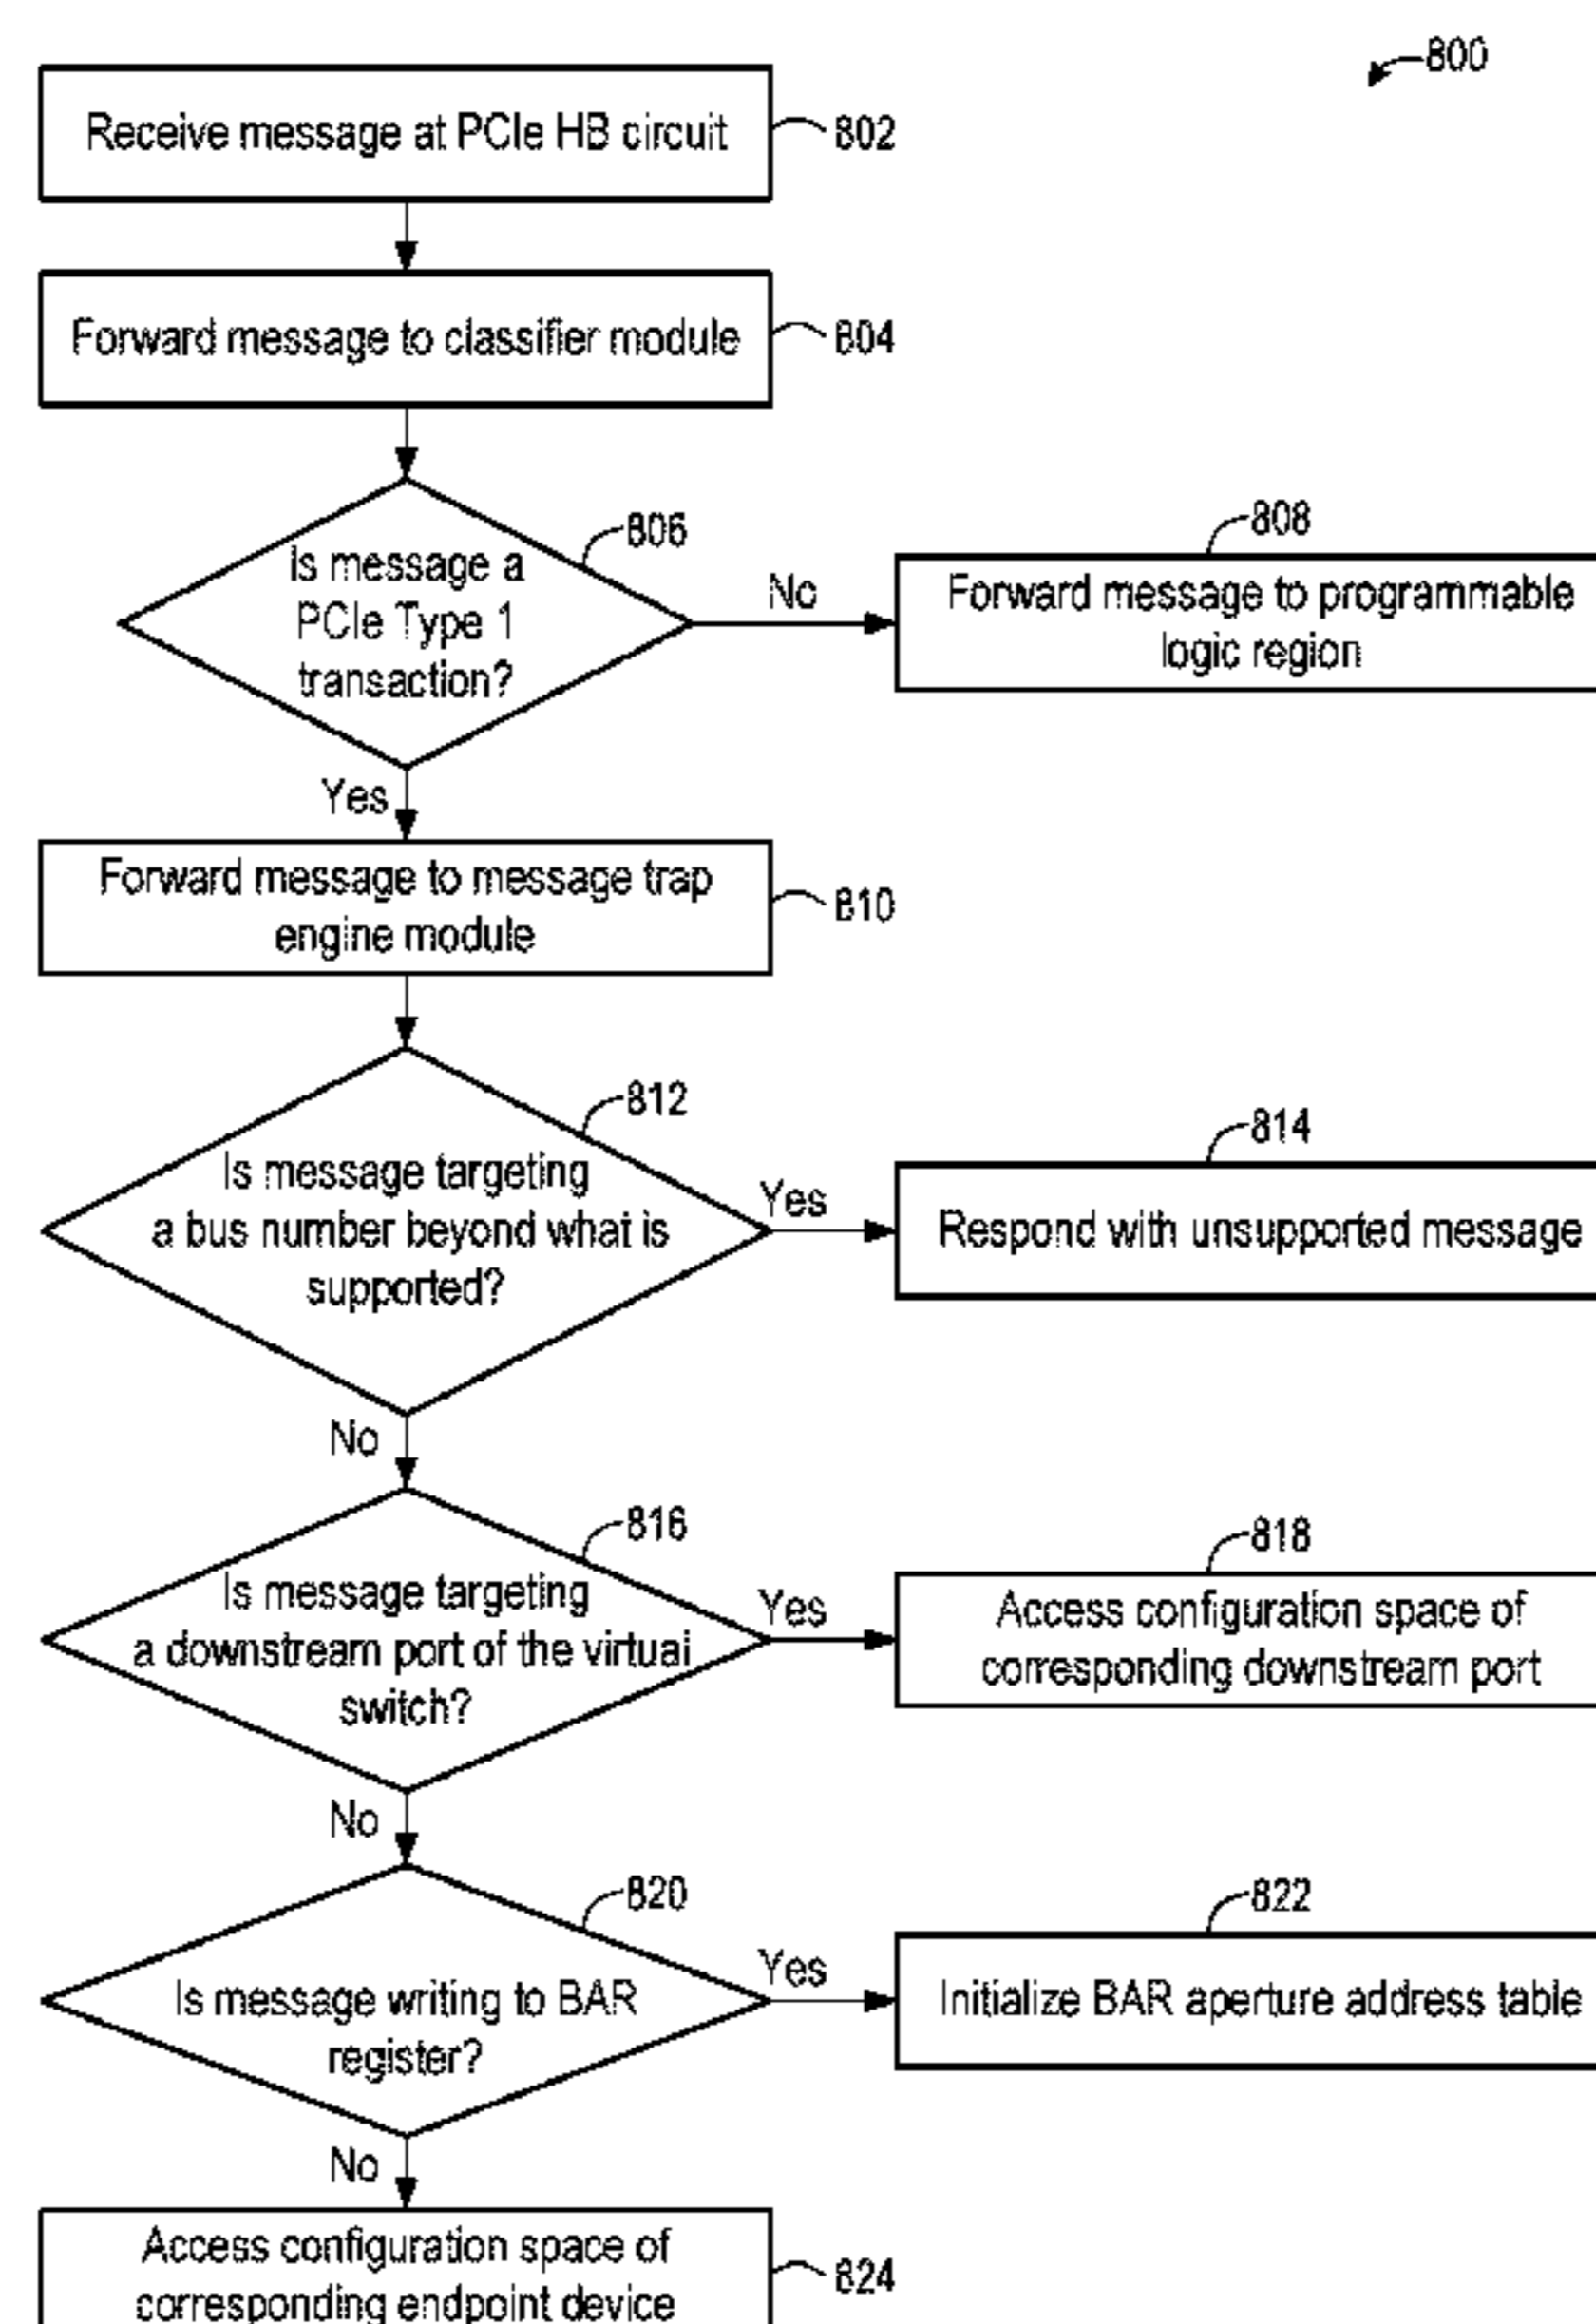 800
Receive message at PCIe HB circuit
802
Forward message to classifier module
804
806
Is message a
PCIe Type 1
transaction?
No
808
Forward message to programmable
logic region
Yes
Forward message to message trap
engine module
810
812
Is message targeting
a bus number beyond what is
supported?
Yes
814
Respond with unsupported message
No
816
Is message targeting
a downstream port of the virtual
switch?
Yes
818
Access configuration space of
corresponding downstream port
No
820
Is message writing to BAR
register?
Yes
822
Initialize BAR aperture address table
No
Access configuration space of
corresponding endpoint device
824